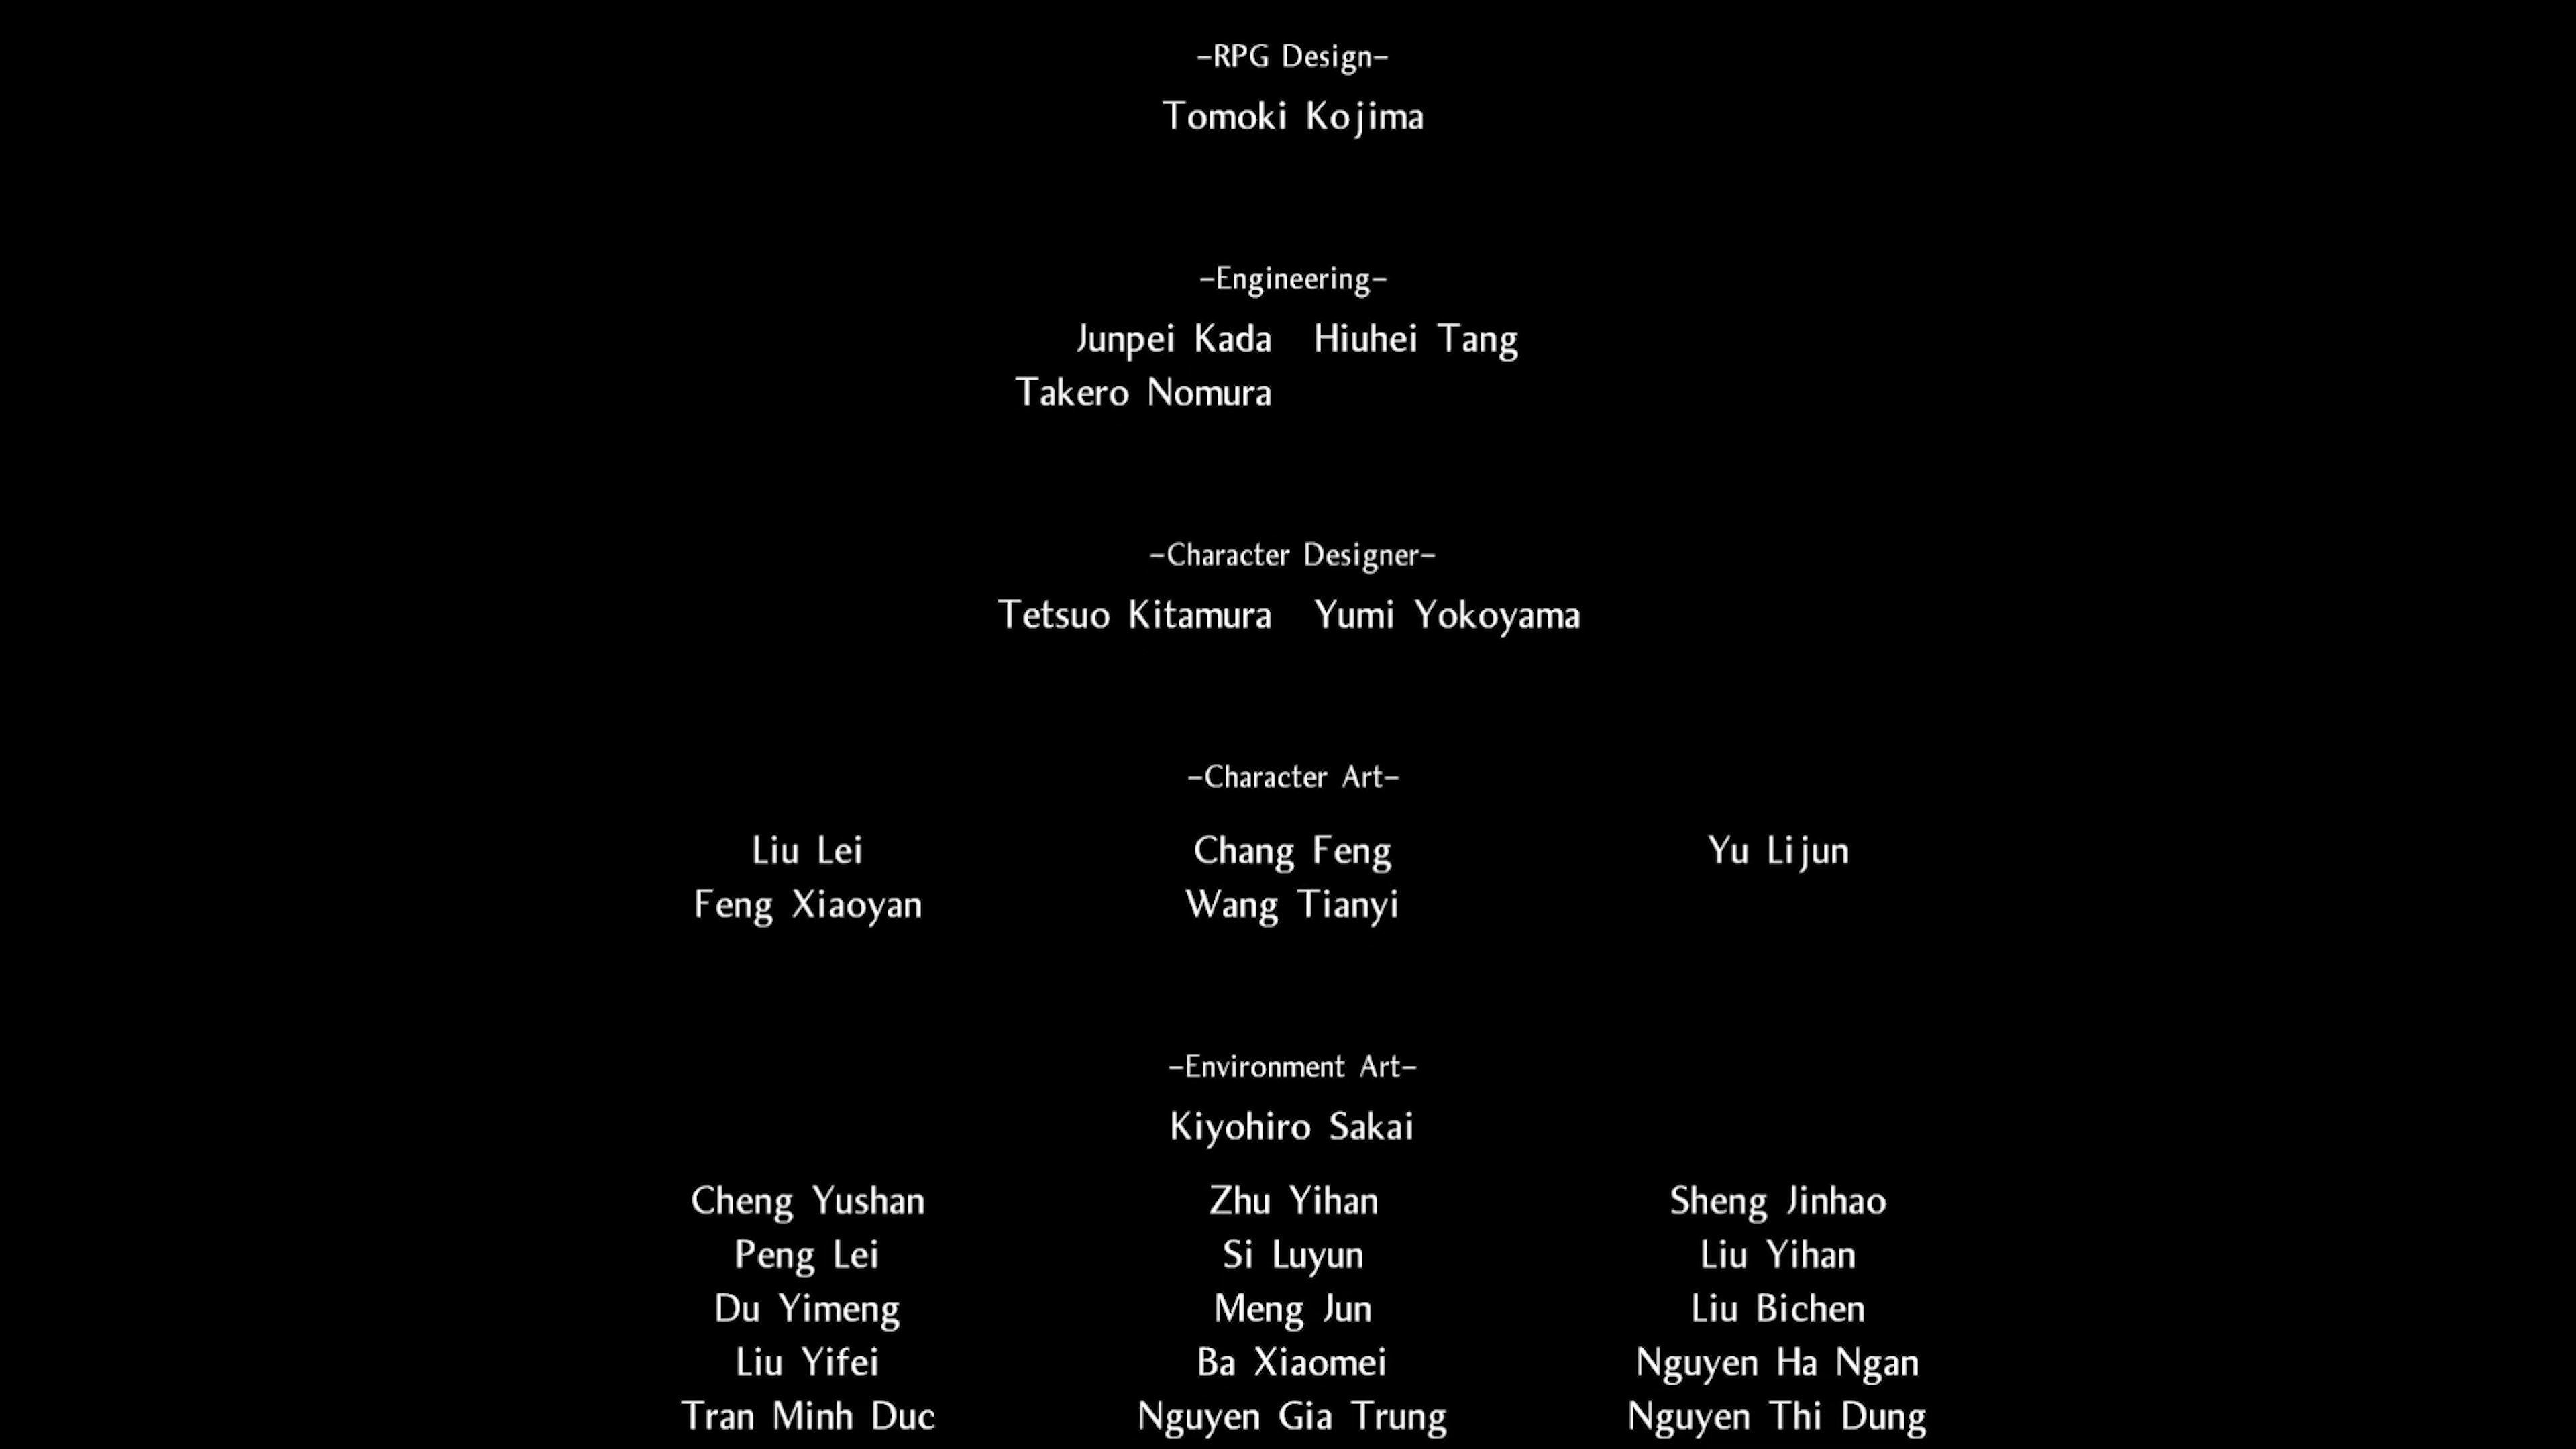 -RPG Design-
Tomoki Kojima
-Engineering-
Junpei Kada Hiuhei Tang
Takero Nomura
-Character Designer-
Tetsuo Kitamura Yumi Yokoyama
-Character Art-
Liu Lei Chang Feng Yu Lijun
Feng Xiaoyan Wang Tianyi
-Environment Art-
Kiyohiro Sakai
Cheng Yushan Zhu Yihan Sheng Jinhao
Peng Lei Si Luyun Liu Yihan
Du Yimeng Meng Jun Liu Bichen
Liu Yifei Ba Xiaomei Nguyen Ha Ngan
Tran Minh Duc Nguyen Gia Trung Nguyen Thi Dung